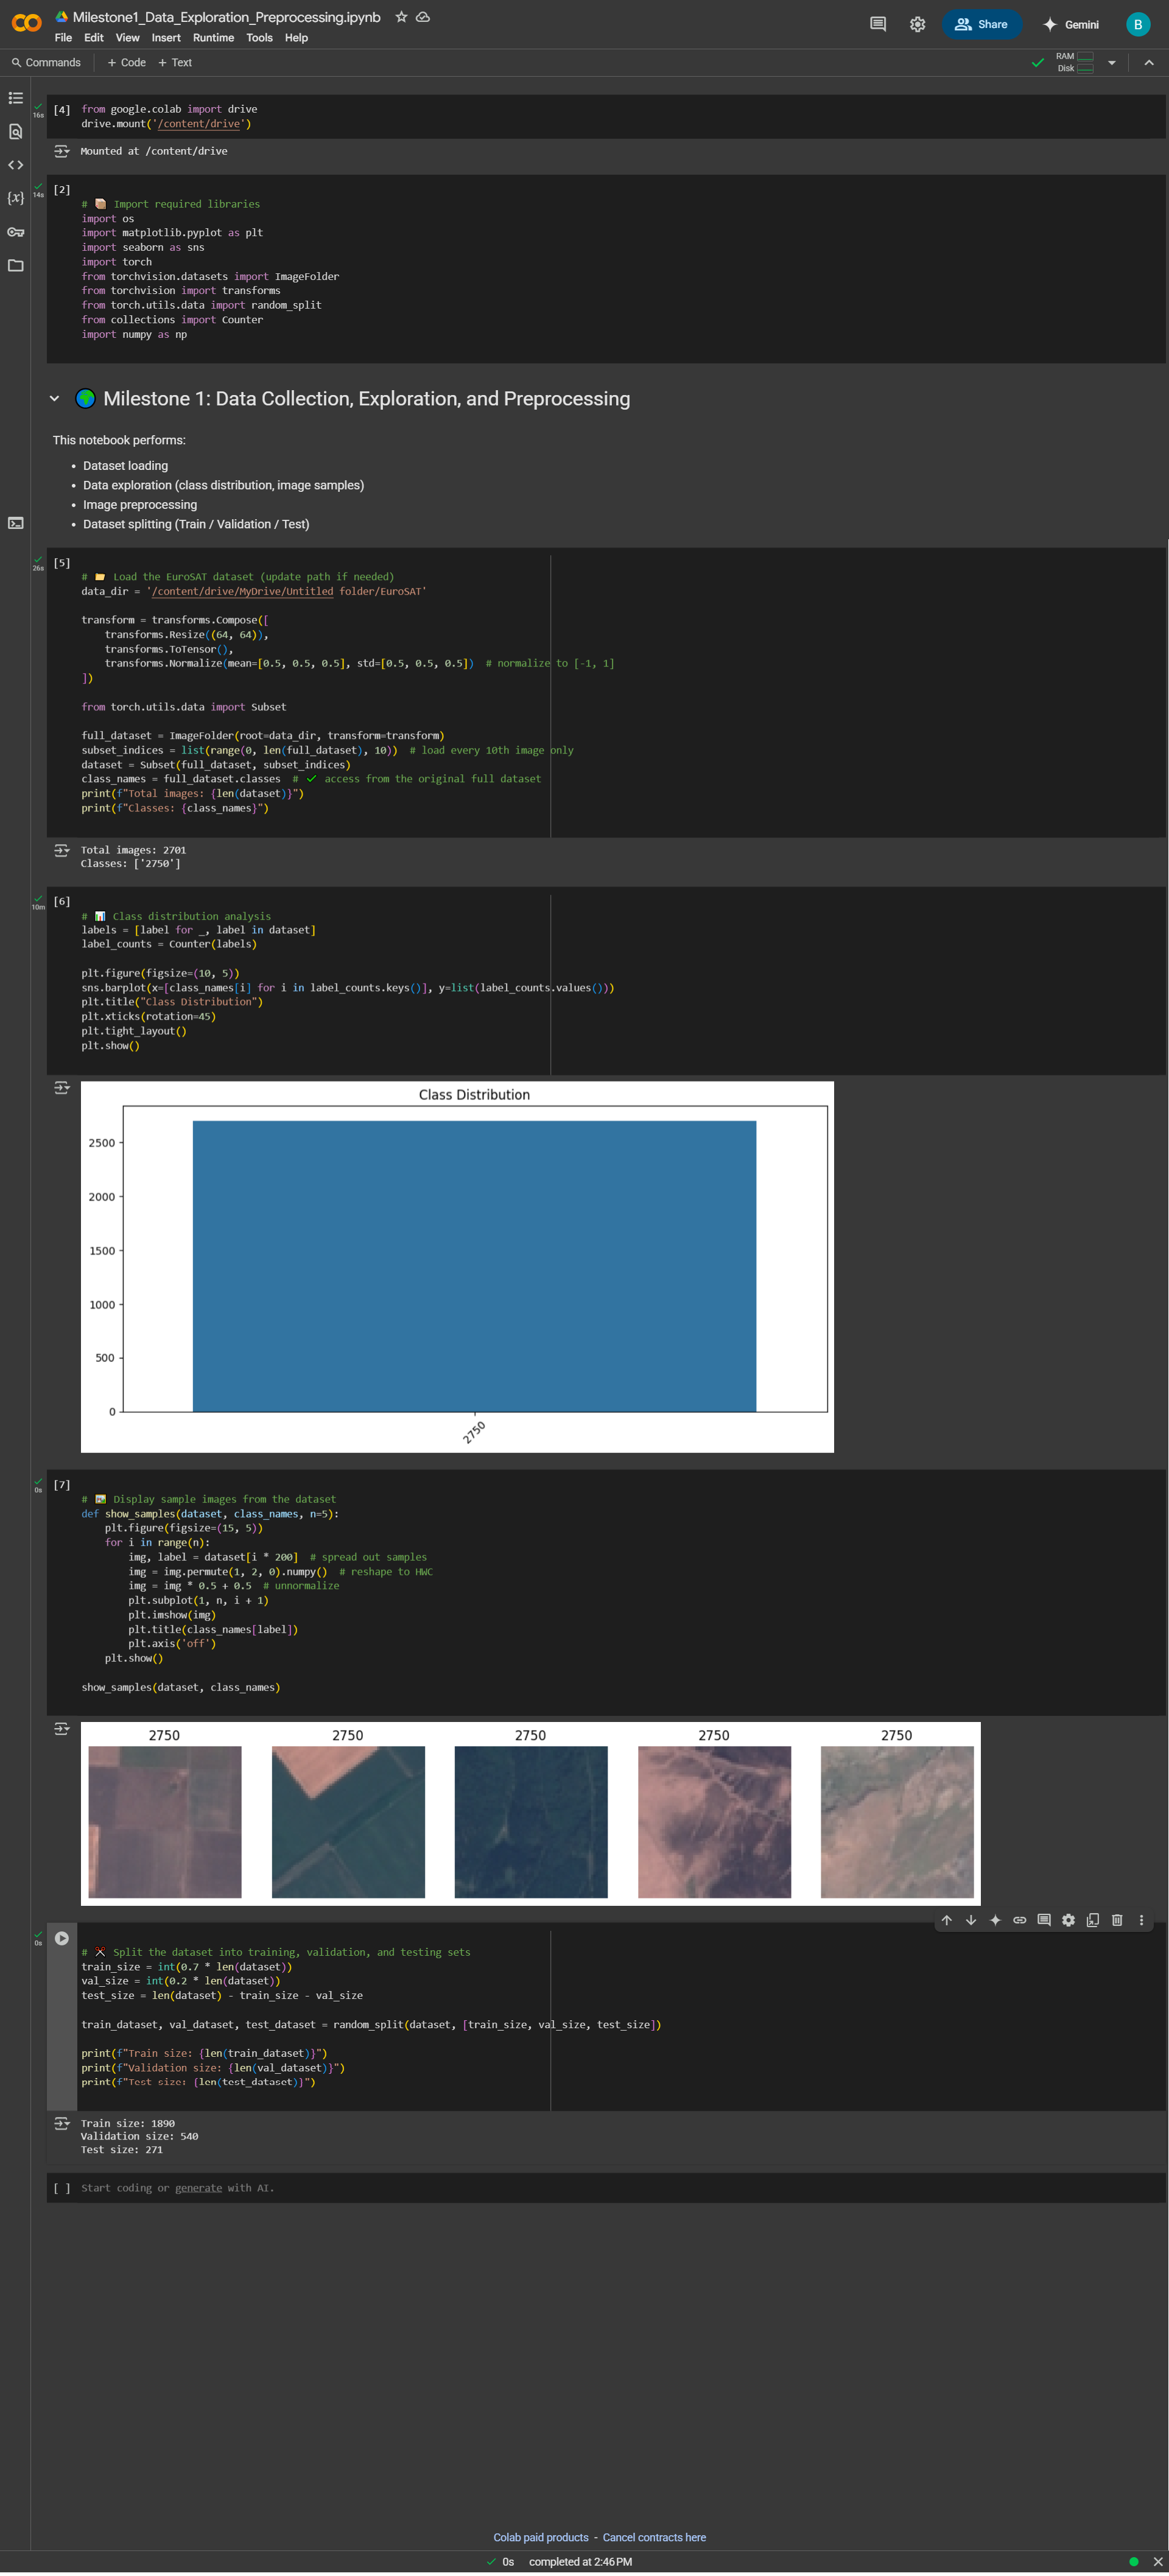 Milestone1_Data_Exploration_Preprocessing.ipynb
File Edit View Insert Runtime Tools Help
Share
Gemini
B
Commands + Code + Text
RAM
Disk
16s
[4] from google.colab import drive
drive.mount('/content/drive')
Mounted at /content/drive
14s
[2]
# Import required libraries
import os
import matplotlib.pyplot as plt
import seaborn as sns
import torch
from torchvision.datasets import ImageFolder
from torchvision import transforms
from torch.utils.data import random_split
from collections import Counter
import numpy as np
Milestone 1: Data Collection, Exploration, and Preprocessing
This notebook performs:
• Dataset loading
• Data exploration (class distribution, image samples)
• Image preprocessing
• Dataset splitting (Train / Validation / Test)
26s
[5]
# Load the EuroSAT dataset (update path if needed)
data_dir = '/content/drive/MyDrive/Untitled folder/EuroSAT'
transform = transforms.Compose([
transforms.Resize((64, 64)),
transforms.ToTensor(),
transforms.Normalize(mean=[0.5, 0.5, 0.5], std=[0.5, 0.5, 0.5]) # normalize to [-1, 1]
])
from torch.utils.data import Subset
full_dataset = ImageFolder(root=data_dir, transform=transform)
subset_indices = list(range(0, len(full_dataset), 10)) # load every 10th image only
dataset = Subset(full_dataset, subset_indices)
class_names = full_dataset.classes # ✓ access from the original full dataset
print(f"Total images: {len(dataset)}")
print(f"Classes: {class_names}")
Total images: 2701
Classes: ['2750']
10m
[6]
# Class distribution analysis
labels = [label for _, label in dataset]
label_counts = Counter(labels)
plt.figure(figsize=(10, 5))
sns.barplot(x=[class_names[i] for i in label_counts.keys()], y=list(label_counts.values()))
plt.title("Class Distribution")
plt.xticks(rotation=45)
plt.tight_layout()
plt.show()
Class Distribution
2500
2000
1500
1000
500
0
2750
0s
[7]
# Display sample images from the dataset
def show_samples(dataset, class_names, n=5):
plt.figure(figsize=(15, 5))
for i in range(n):
img, label = dataset[i * 200] # spread out samples
img = img.permute(1, 2, 0).numpy() # reshape to HWC
img = img * 0.5 + 0.5 # unnormalize
plt.subplot(1, n, i + 1)
plt.imshow(img)
plt.title(class_names[label])
plt.axis('off')
plt.show()
show_samples(dataset, class_names)
2750 2750 2750 2750 2750
0s
# Split the dataset into training, validation, and testing sets
train_size = int(0.7 * len(dataset))
val_size = int(0.2 * len(dataset))
test_size = len(dataset) - train_size - val_size
train_dataset, val_dataset, test_dataset = random_split(dataset, [train_size, val_size, test_size])
print(f"Train size: {len(train_dataset)}")
print(f"Validation size: {len(val_dataset)}")
print(f"Test size: {len(test_dataset)}")
Train size: 1890
Validation size: 540
Test size: 271
[ ] Start coding or generate with AI.
Colab paid products - Cancel contracts here
0s completed at 2:46 PM